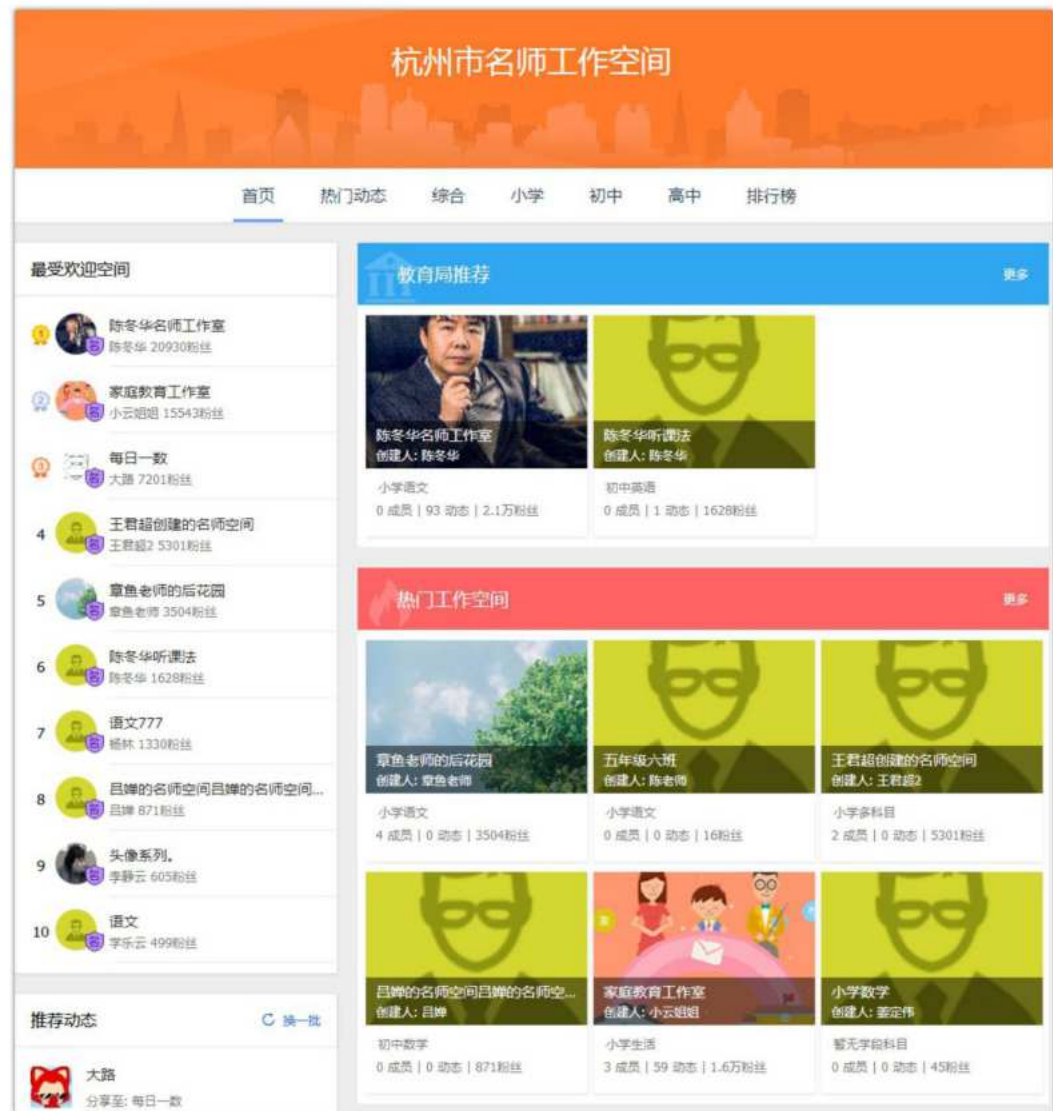 杭州市名师工作空间
首页 热门动态 综合 小学 初中 高中 排行榜
最受欢迎空间
1
陈冬华名师工作室
陈冬华 20930粉丝
2
家庭教育工作室
小云姐姐 15543粉丝
3
每日一数
大路 7201粉丝
4
王君超创建的名师空间
王君超2 5301粉丝
5
章鱼老师的后花园
章鱼老师 3504粉丝
6
陈冬华听课法
陈冬华 1628粉丝
7
语文777
杨林 1330粉丝
8
吕婵的名师空间吕婵的名师空间...
吕婵 871粉丝
9
头像系列。
李静云 605粉丝
10
语文
学乐云 499粉丝
推荐动态 换一批
大路
分享至: 每日一数
教育局推荐 更多
陈冬华名师工作室
创建人: 陈冬华
小学语文
0 成员 | 93 动态 | 2.1万粉丝
陈冬华听课法
创建人: 陈冬华
初中英语
0 成员 | 1 动态 | 1628粉丝
热门工作空间 更多
章鱼老师的后花园
创建人: 章鱼老师
小学语文
4 成员 | 0 动态 | 3504粉丝
五年级六班
创建人: 陈老师
小学语文
0 成员 | 0 动态 | 16粉丝
王君超创建的名师空间
创建人: 王君超2
小学多科目
2 成员 | 0 动态 | 5301粉丝
吕婵的名师空间吕婵的名师空...
创建人: 吕婵
初中数学
0 成员 | 0 动态 | 871粉丝
家庭教育工作室
创建人: 小云姐姐
小学生活
3 成员 | 59 动态 | 1.6万粉丝
小学数学
创建人: 姜定伟
暂无学段科目
0 成员 | 0 动态 | 45粉丝